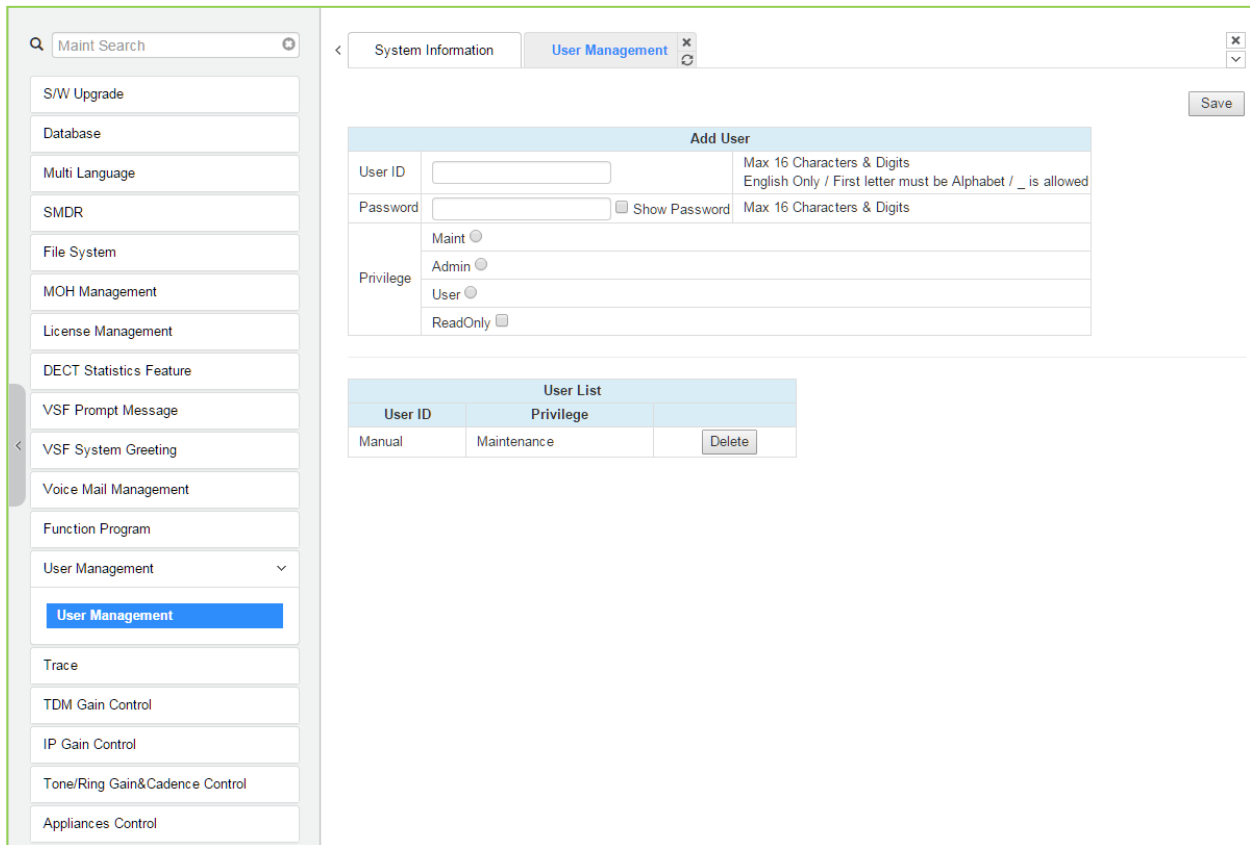 Maint Search
S/W Upgrade
Database
Multi Language
SMDR
File System
MOH Management
License Management
DECT Statistics Feature
VSF Prompt Message
VSF System Greeting
Voice Mail Management
Function Program
User Management
User Management
Trace
TDM Gain Control
IP Gain Control
Tone/Ring Gain&Cadence Control
Appliances Control
System Information
User Management
Save
Add User
User ID
Max 16 Characters & Digits
English Only / First letter must be Alphabet / _ is allowed
Password
Show Password
Max 16 Characters & Digits
Privilege
Maint
Admin
User
ReadOnly
User List
User ID Privilege
Manual Maintenance Delete